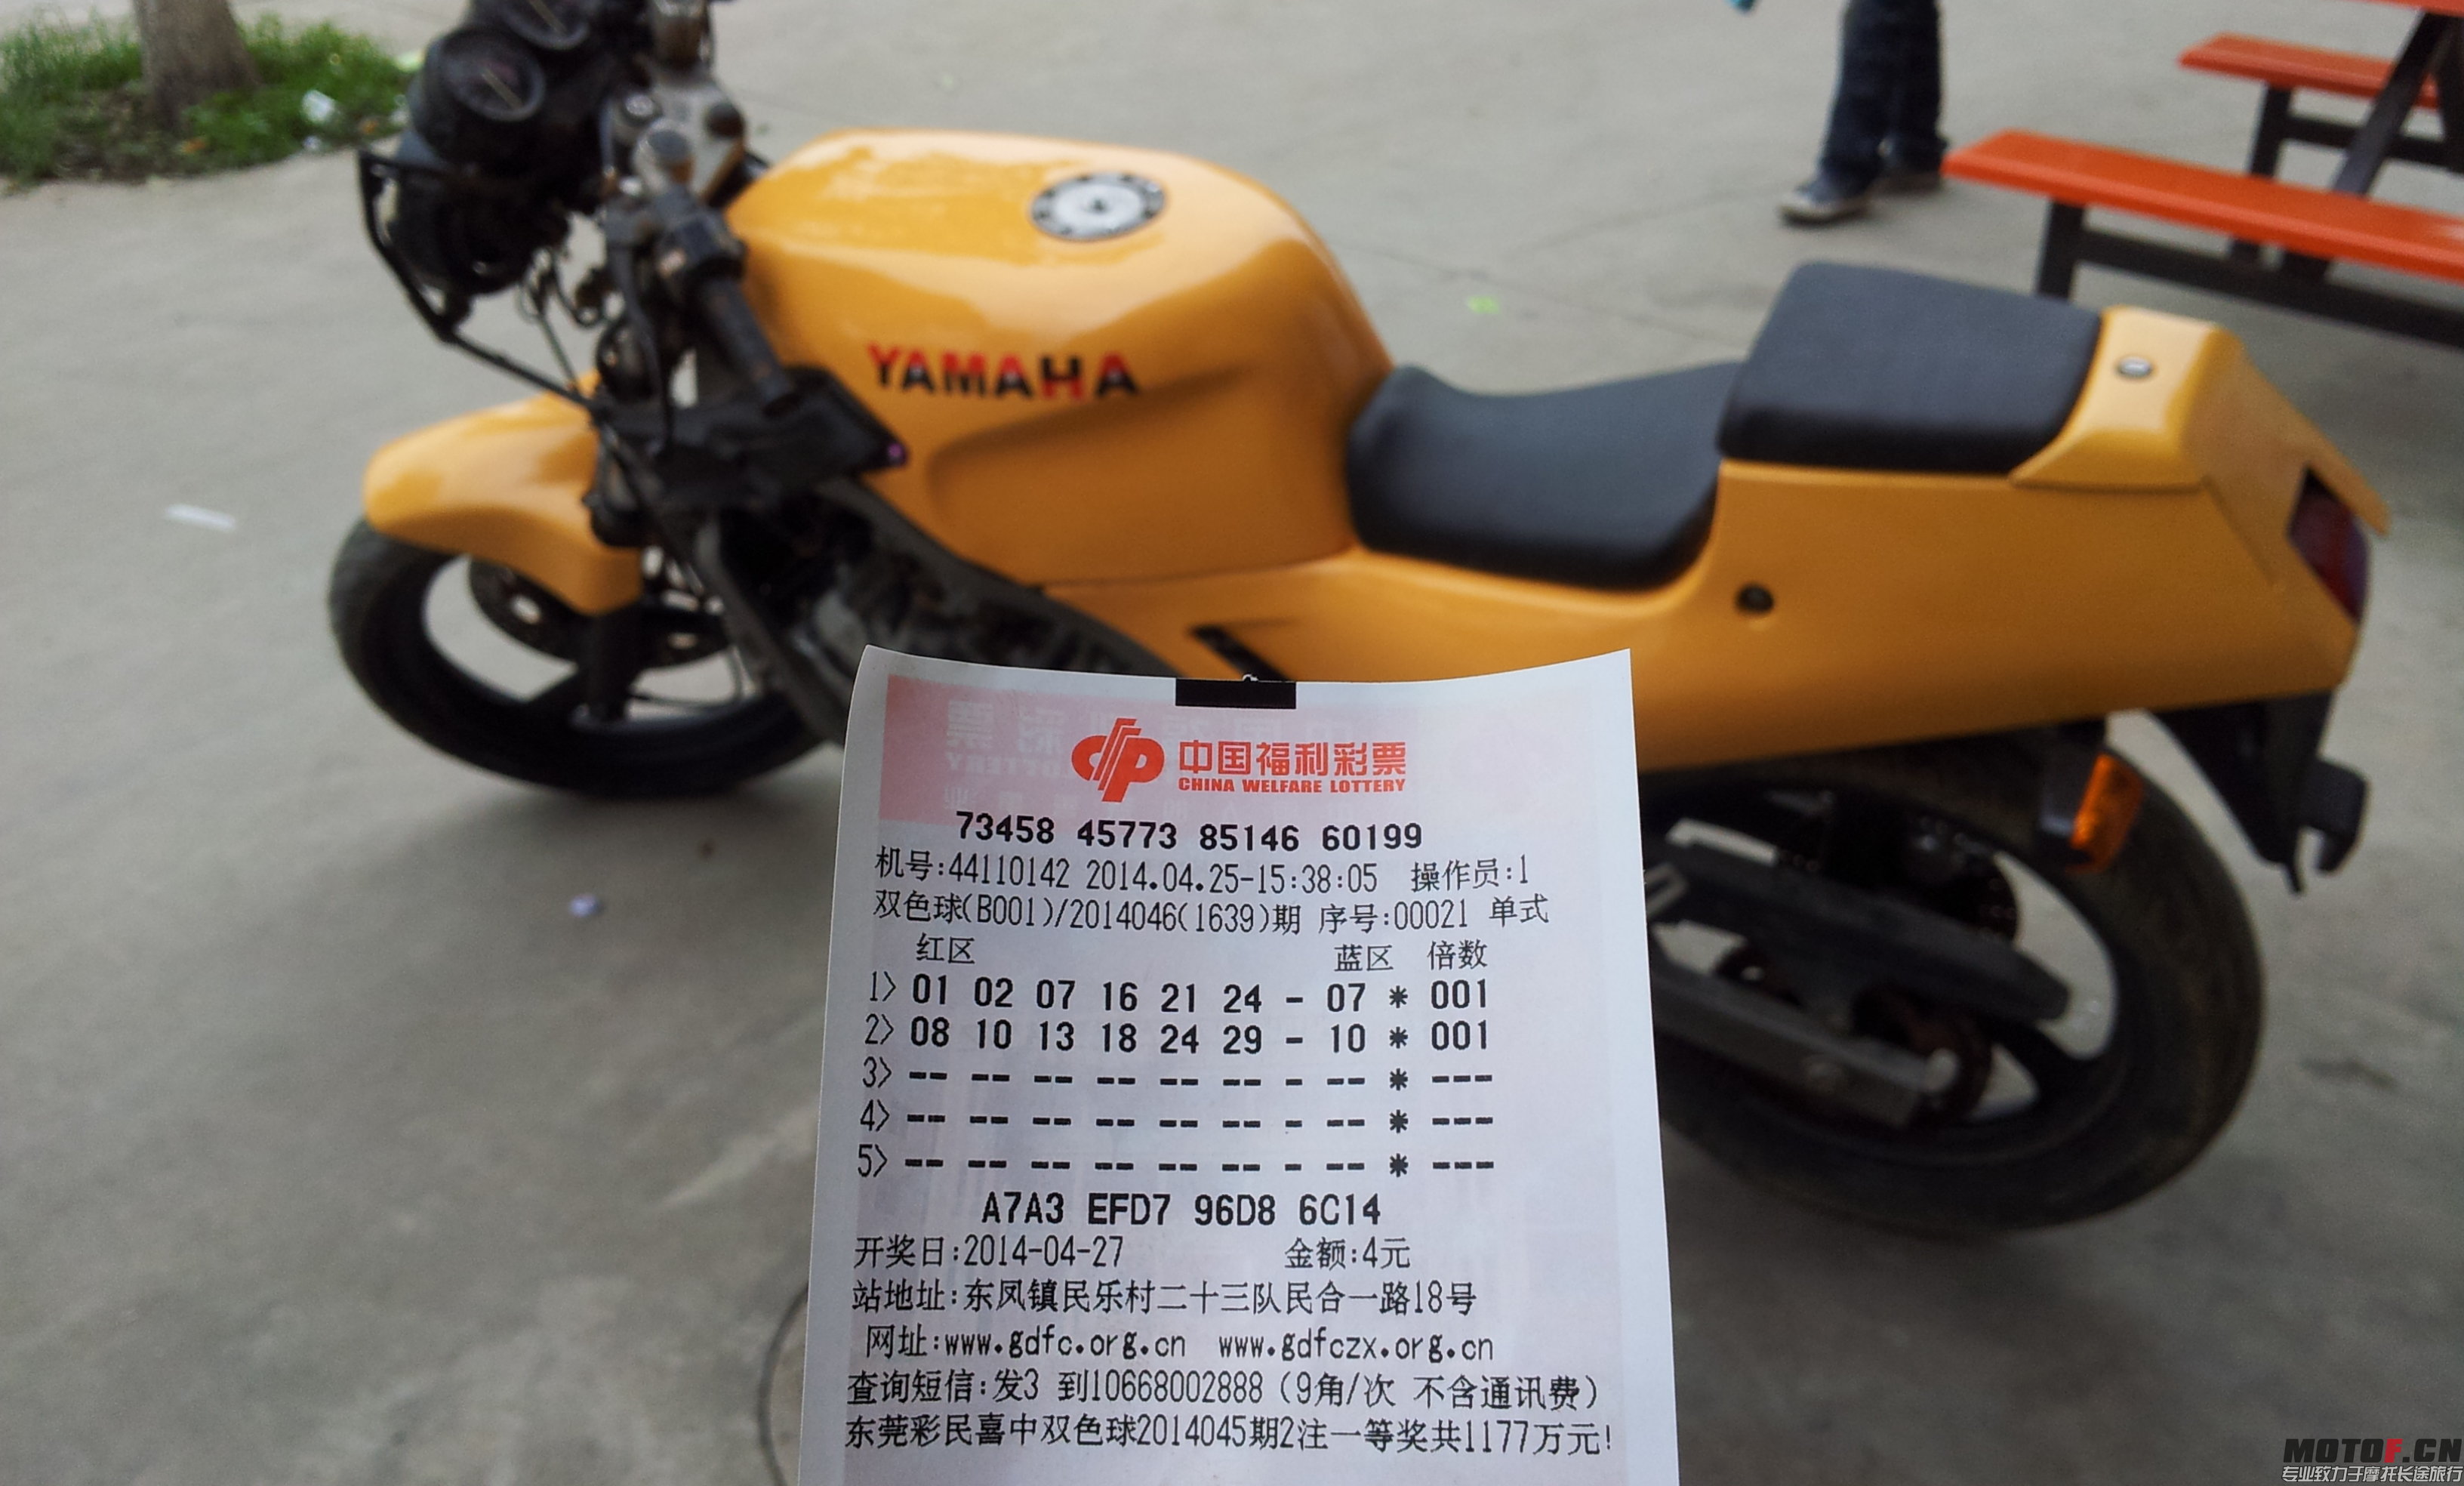 YAMAHA
中国福利彩票
CHINA WELFARE LOTTERY
73458 45773 85146 60199
机号:44110142 2014.04.25-15:38:05 操作员:1
双色球(B001)/2014046(1639)期 序号:00021 单式
红区 蓝区 倍数
1> 01 02 07 16 21 24 - 07 * 001
2> 08 10 13 18 24 29 - 10 * 001
3> -- -- -- -- -- -- - -- * ---
4> -- -- -- -- -- -- - -- * ---
5> -- -- -- -- -- -- - -- * ---
A7A3 EFD7 96D8 6C14
开奖日:2014-04-27 金额:4元
站地址:东凤镇民乐村二十三队民合一路18号
网址:www.gdfc.org.cn www.gdfczx.org.cn
查询短信:发3 到10668002888(9角/次 不含通讯费)
东莞彩民喜中双色球2014045期2注一等奖共1177万元!
MOTOF.CN
专业致力于摩托长途旅行